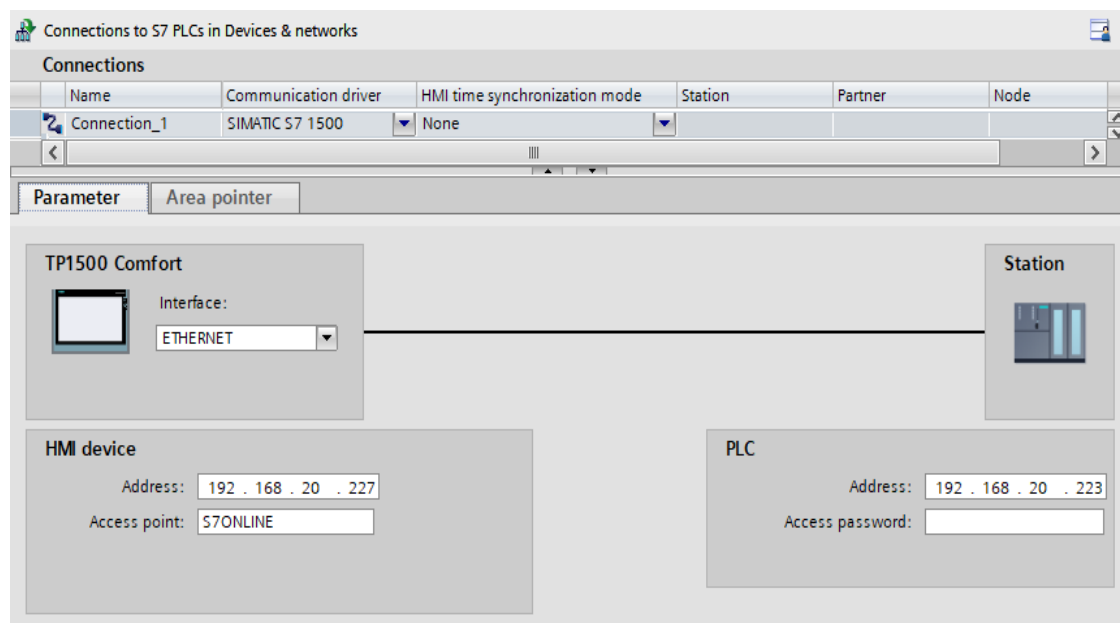 Connections to S7 PLCs in Devices & networks
Connections
Name Communication driver HMI time synchronization mode Station Partner Node
Connection_1 SIMATIC S7 1500 None
Parameter Area pointer
TP1500 Comfort Station
Interface:
ETHERNET
HMI device PLC
Address: 192 . 168 . 20 . 227 Address: 192 . 168 . 20 . 223
Access point: S7ONLINE Access password: